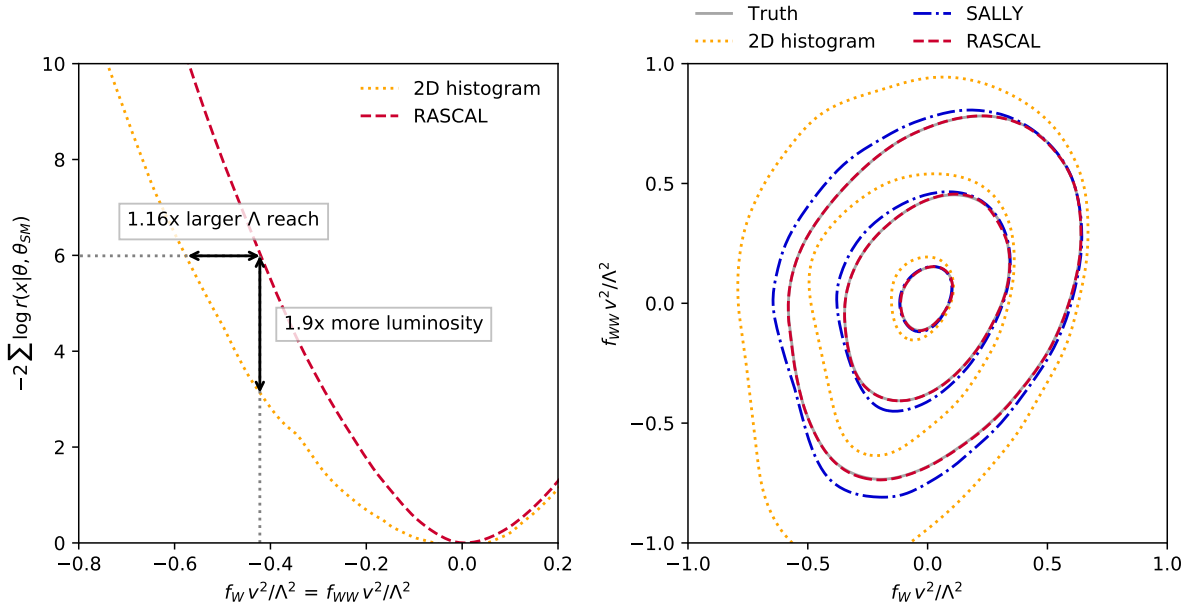 10
8
6
4
2
0
−2 ∑ log r(x|θ, θ_SM)
2D histogram
RASCAL
1.16x larger Λ reach
1.9x more luminosity
−0.8 −0.6 −0.4 −0.2 0.0 0.2
f_W v²/Λ² = f_WW v²/Λ²
Truth
2D histogram
SALLY
RASCAL
1.0
0.5
0.0
−0.5
−1.0
f_WW v²/Λ²
−1.0 −0.5 0.0 0.5 1.0
f_W v²/Λ²